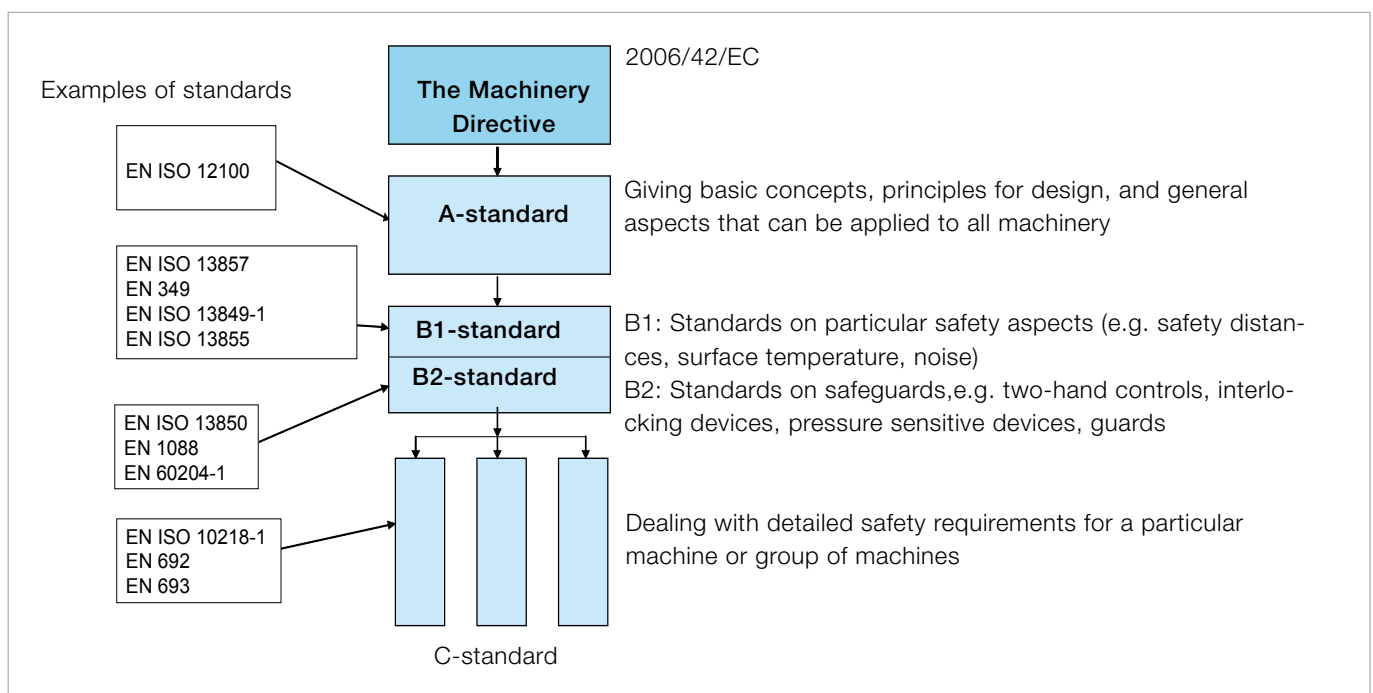 2006/42/EC
Examples of standards
The Machinery
Directive
EN ISO 12100
A-standard
Giving basic concepts, principles for design, and general
aspects that can be applied to all machinery
EN ISO 13857
EN 349
EN ISO 13849-1
EN ISO 13855
B1-standard
B2-standard
B1: Standards on particular safety aspects (e.g. safety distan-
ces, surface temperature, noise)
B2: Standards on safeguards,e.g. two-hand controls, interlo-
cking devices, pressure sensitive devices, guards
EN ISO 13850
EN 1088
EN 60204-1
EN ISO 10218-1
EN 692
EN 693
Dealing with detailed safety requirements for a particular
machine or group of machines
C-standard